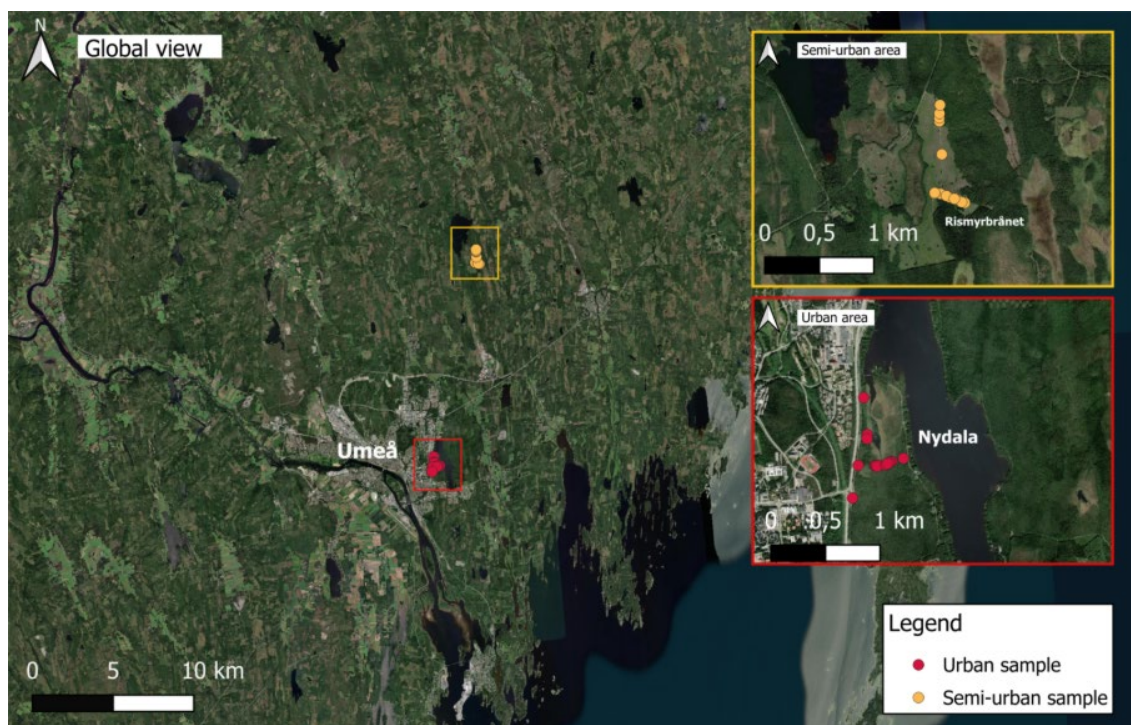 N
Global view
Umeå
0 5 10 km
Semi-urban area
Rismyrbrånet
0 0,5 1 km
Urban area
Nydala
0 0,5 1 km
Legend
Urban sample
Semi-urban sample